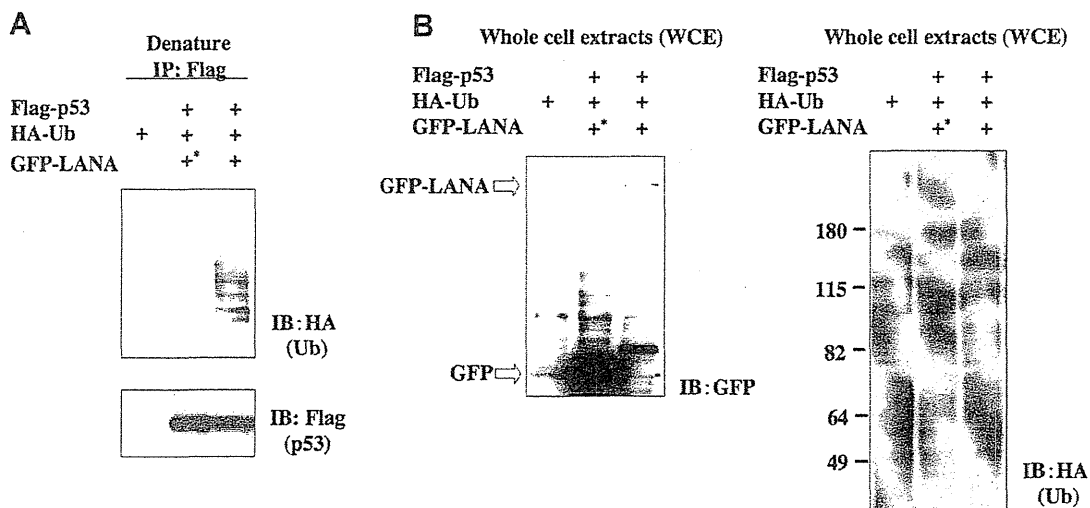 A
Denature
IP: Flag
Flag-p53 + +
HA-Ub + + +
GFP-LANA +* +
IB:HA
(Ub)
IB: Flag
(p53)
B
Whole cell extracts (WCE)
Flag-p53 + +
HA-Ub + + +
GFP-LANA +* +
GFP-LANA
GFP
IB:GFP
Whole cell extracts (WCE)
Flag-p53 + +
HA-Ub + + +
GFP-LANA +* +
180
115
82
64
49
IB:HA
(Ub)